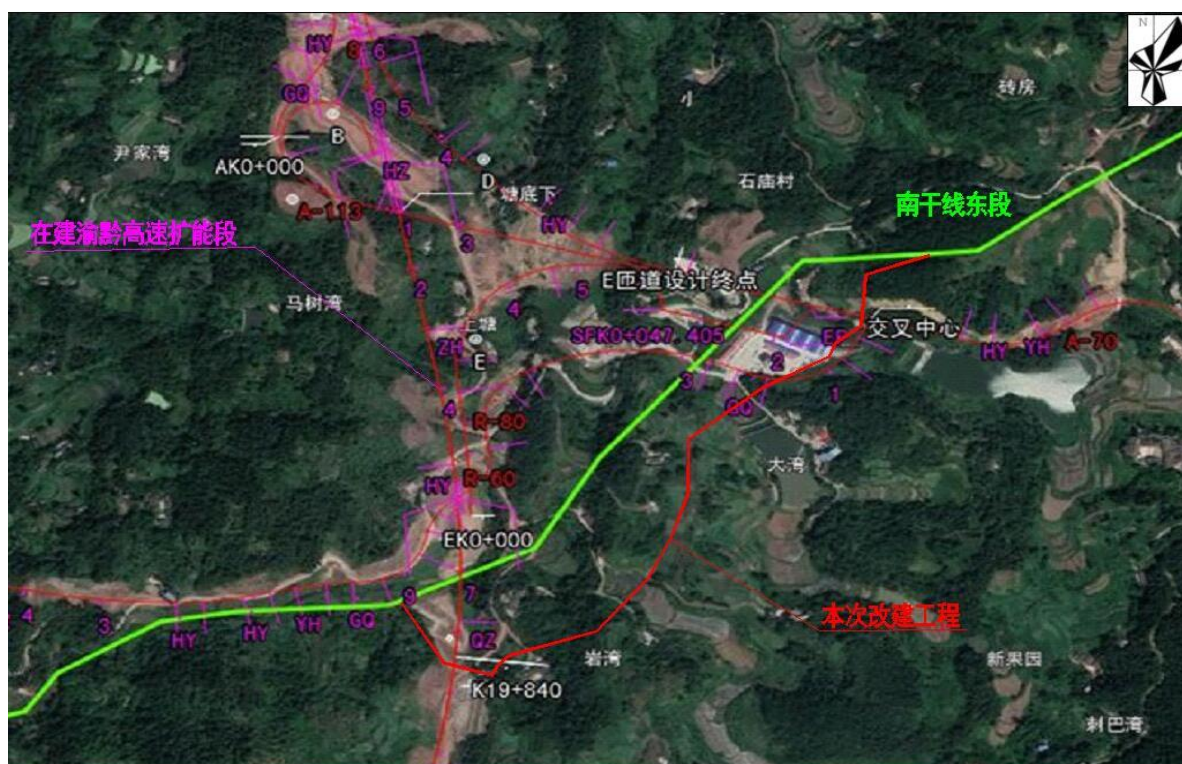 N
HY
8
6
砖房
GQ
9
5
B
尹家湾
4
AK0+000
HZ
D
石庙村
塘底下
南干线东段
A-113
HY
在建渝黔高速扩能段
1
3
E匝道设计终点
2
4
5
马树湾
上塘
SFK0+047.405
EF
交叉中心
ZH
E
2
HY
YH
A-70
3
1
4
GQ
R-80
大湾
HY
R-60
EK0+000
9
7
4
3
HY
HY
YH
GQ
本次改建工程
QZ
岩湾
新果园
K19+840
刺巴湾